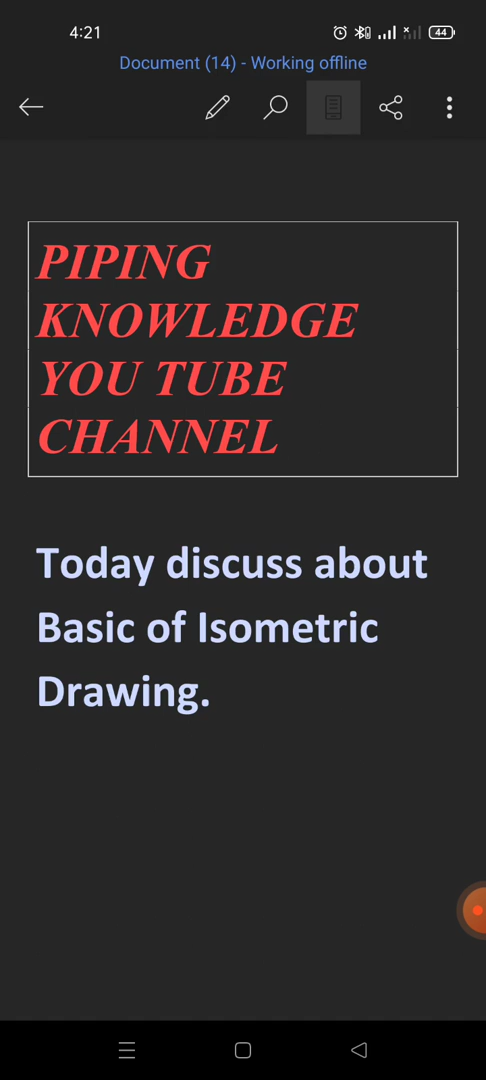 4:21
44
Document (14) - Working offline
PIPING
KNOWLEDGE
YOU TUBE
CHANNEL
Today discuss about
Basic of Isometric
Drawing.